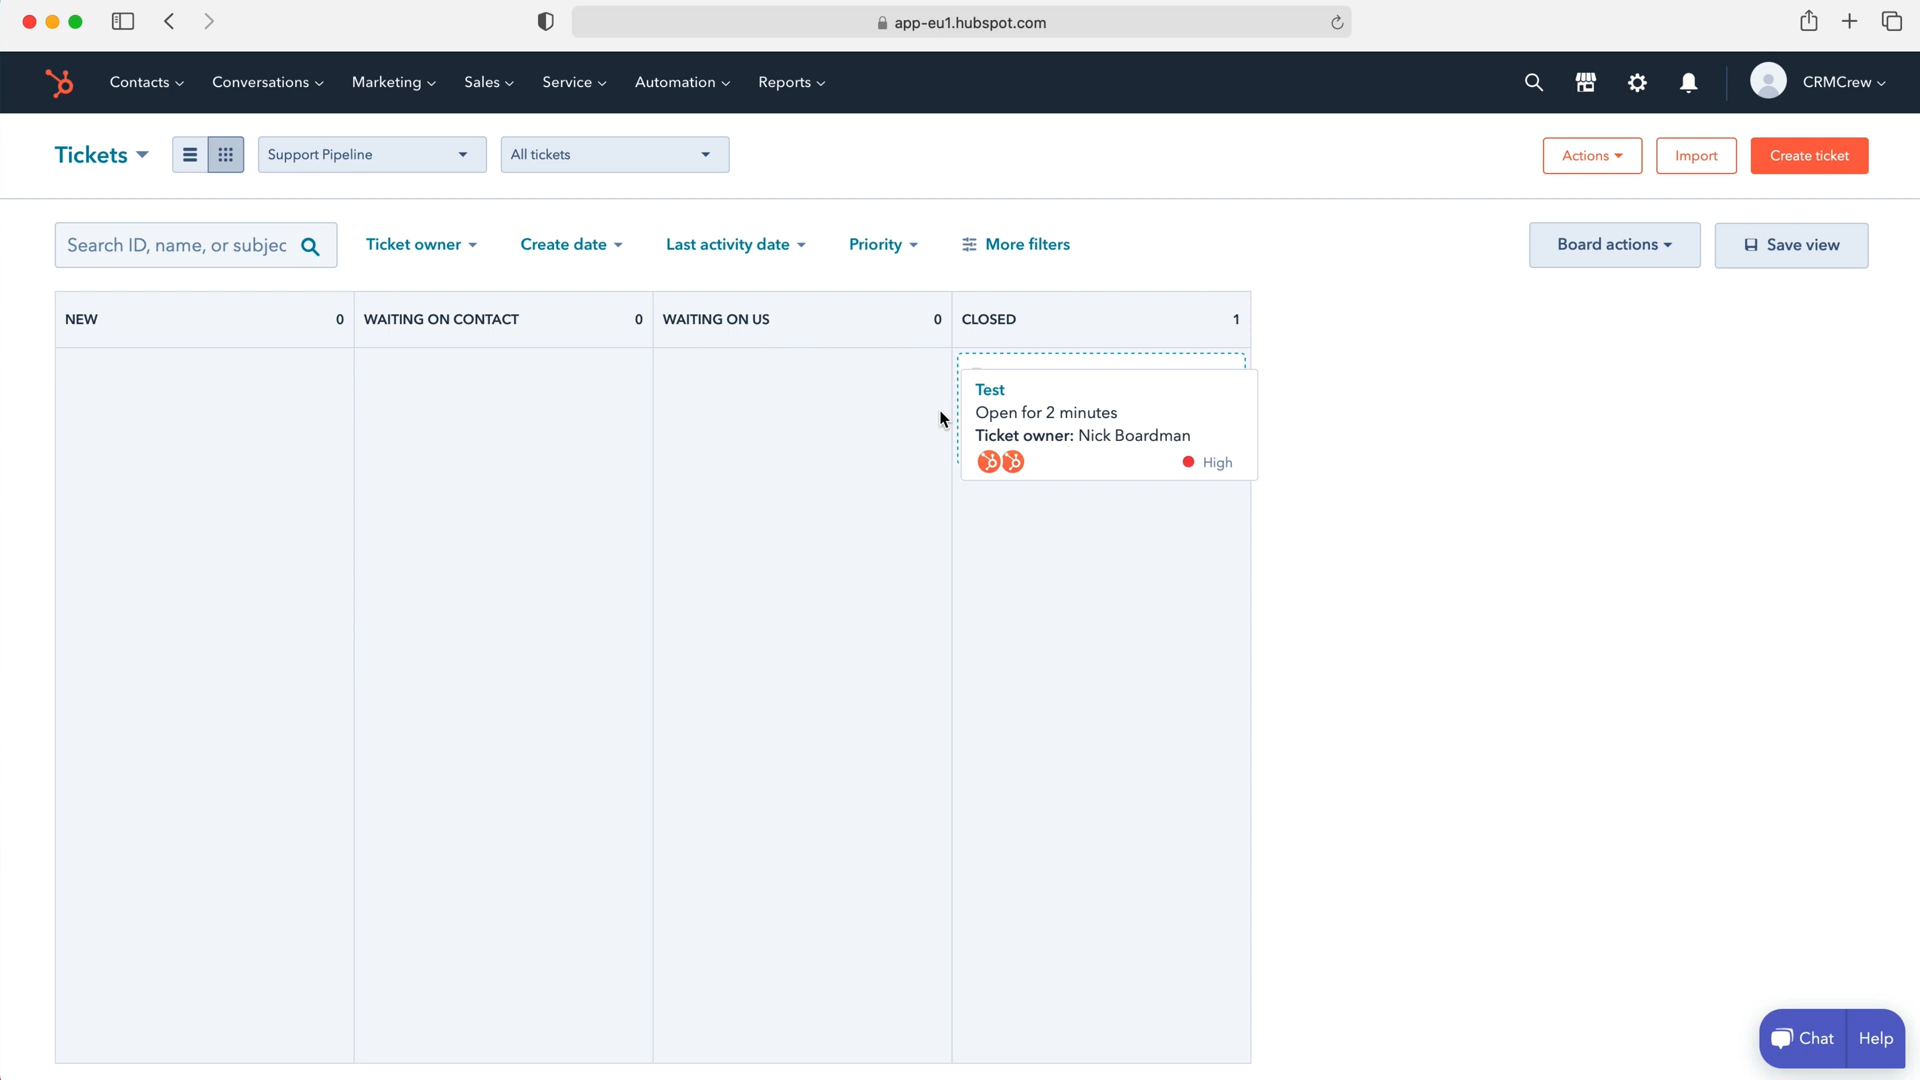 app-eu1.hubspot.com
Contacts Conversations Marketing Sales Service Automation Reports CRMCrew
Tickets Support Pipeline All tickets Actions Import Create ticket
Search ID, name, or subjec Ticket owner Create date Last activity date Priority More filters Board actions Save view
NEW 0 WAITING ON CONTACT 0 WAITING ON US 0 CLOSED 1
Test
Open for 2 minutes
Ticket owner: Nick Boardman
High
Chat Help